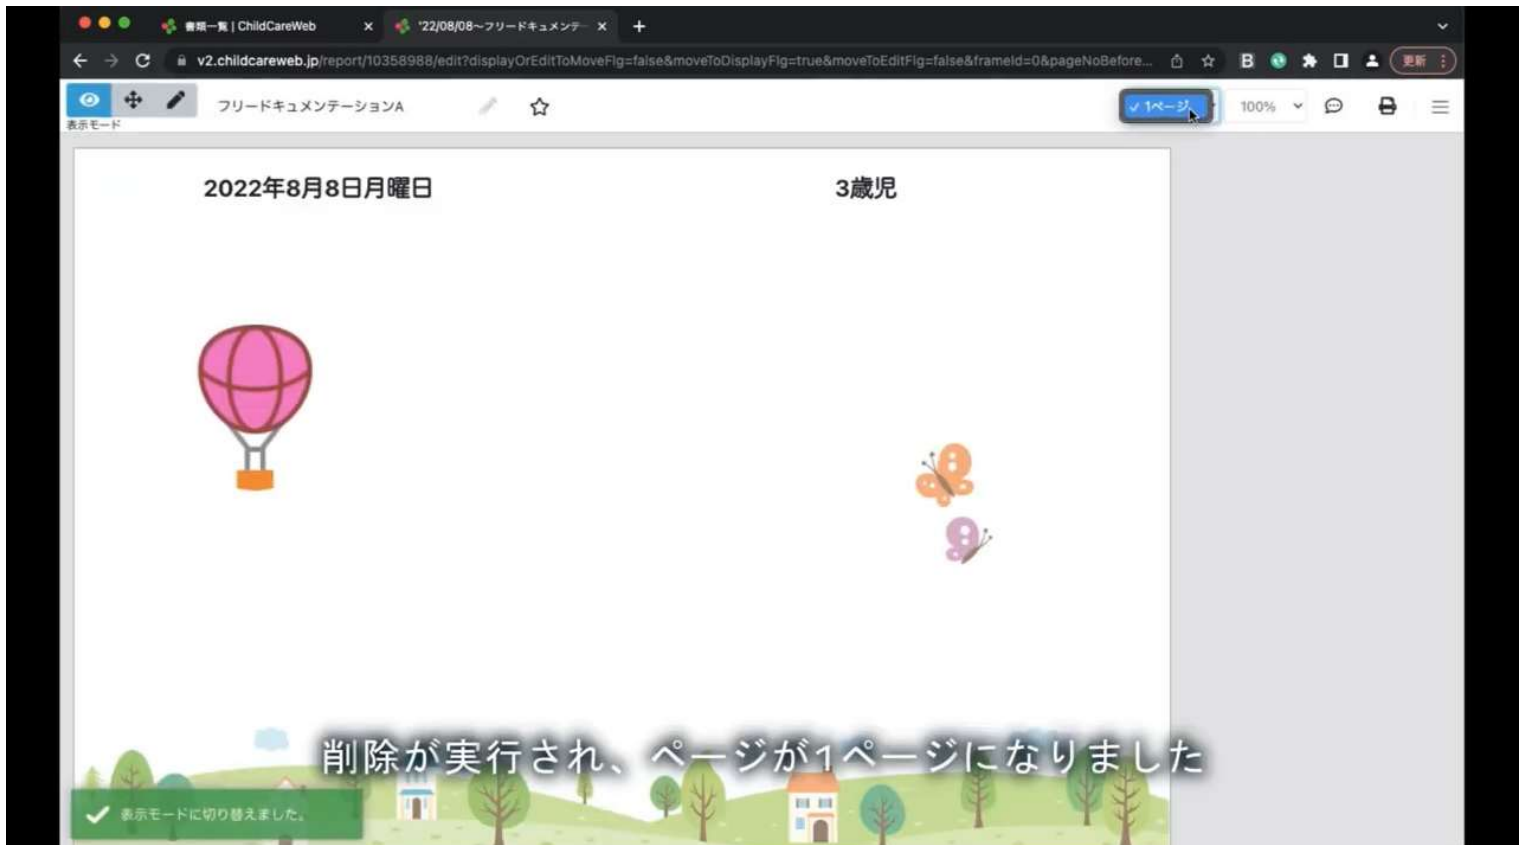 書類一覧 | ChildCareWeb
'22/08/08～フリードキュメンテー
v2.childcareweb.jp/report/10358988/edit?displayOrEditToMoveFlg=false&moveToDisplayFlg=true&moveToEditFlg=false&frameId=0&pageNoBefore...
B
更新
フリードキュメンテーションA
✓ 1ページ
100%
表示モード
2022年8月8日月曜日
3歳児
削除が実行され、ページが1ページになりました
表示モードに切り替えました。